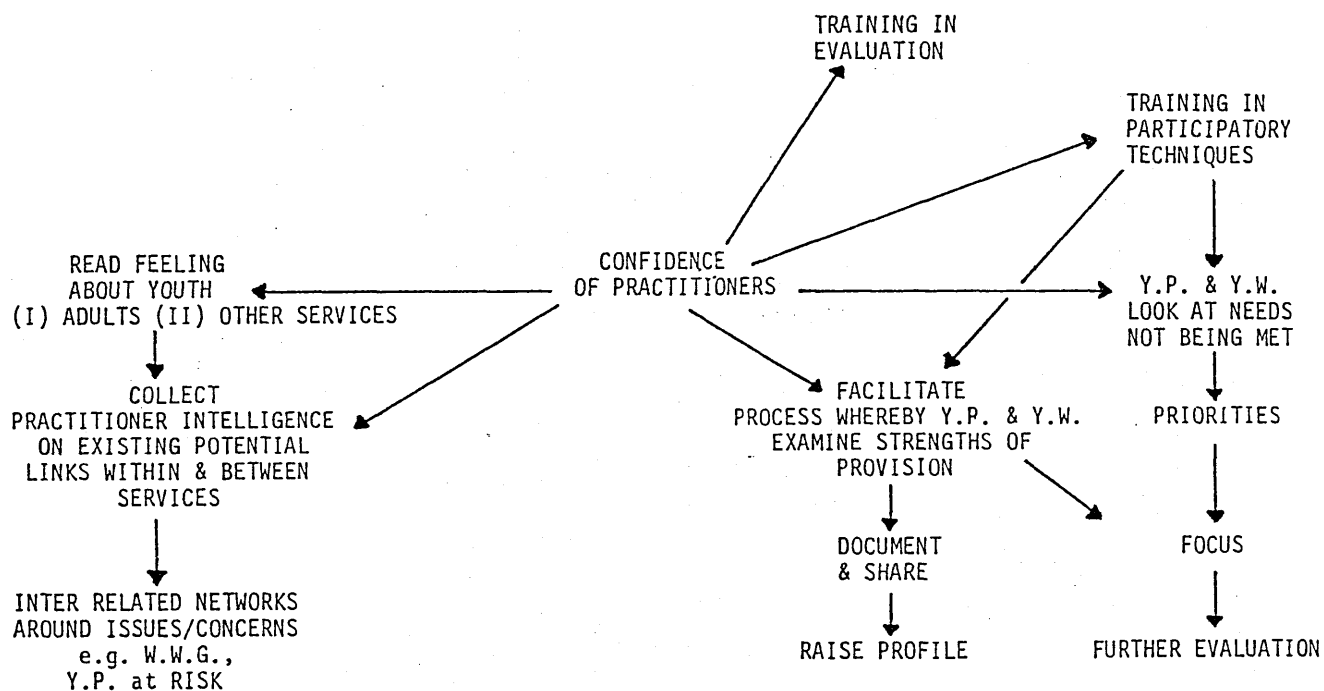 TRAINING IN
EVALUATION
TRAINING IN
PARTICIPATORY
TECHNIQUES
READ FEELING
ABOUT YOUTH
(I) ADULTS (II) OTHER SERVICES
CONFIDENCE
OF PRACTITIONERS
Y.P. & Y.W.
LOOK AT NEEDS
NOT BEING MET
COLLECT
PRACTITIONER INTELLIGENCE
ON EXISTING POTENTIAL
LINKS WITHIN & BETWEEN
SERVICES
FACILITATE
PROCESS WHEREBY Y.P. & Y.W.
EXAMINE STRENGTHS OF
PROVISION
PRIORITIES
DOCUMENT
& SHARE
FOCUS
INTER RELATED NETWORKS
AROUND ISSUES/CONCERNS
e.g. W.W.G.,
Y.P. at RISK
RAISE PROFILE
FURTHER EVALUATION